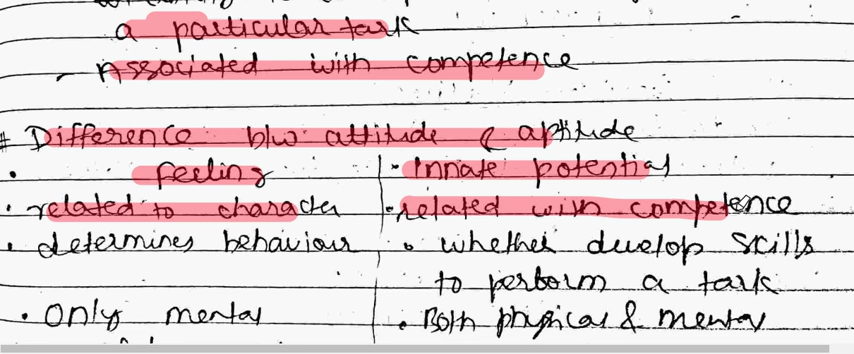 a particular task
- Associated with competence
# Difference b/w attitude & aptitude
• feeling • Innate potential
• related to character • related with competence
• determines behaviour • whether develop skills
to perform a task
• Only mental • Both physical & mental